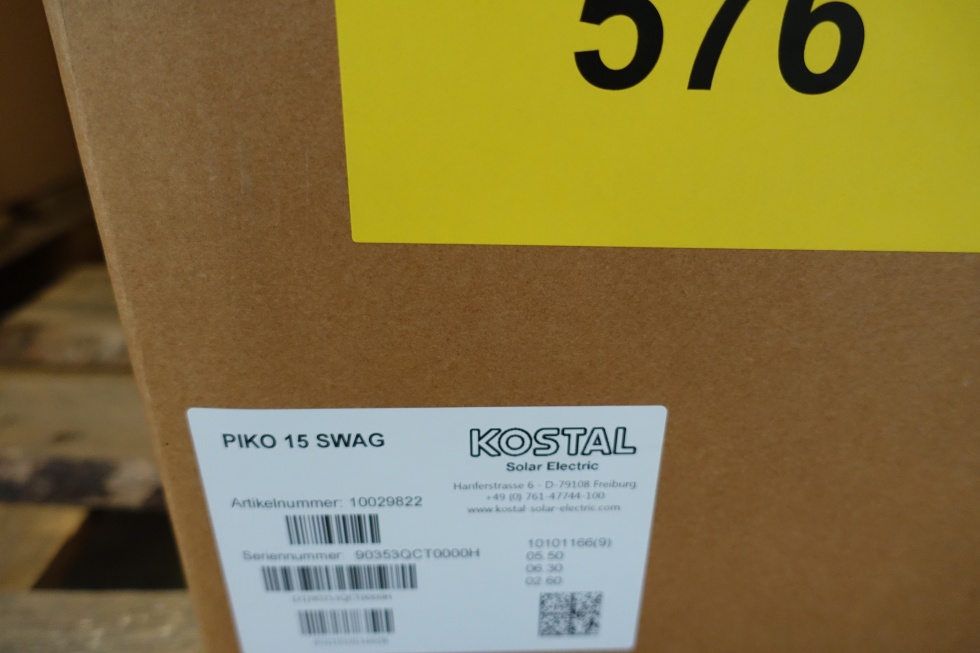 576
PIKO 15 SWAG
KOSTAL
Solar Electric
Hanferstrasse 6 · D-79108 Freiburg
+49 (0) 761-47744-100
www.kostal-solar-electric.com
Artikelnummer: 10029822
Seriennummer: 90353QCT0000H
10101166(9)
05.50
06.30
02.60